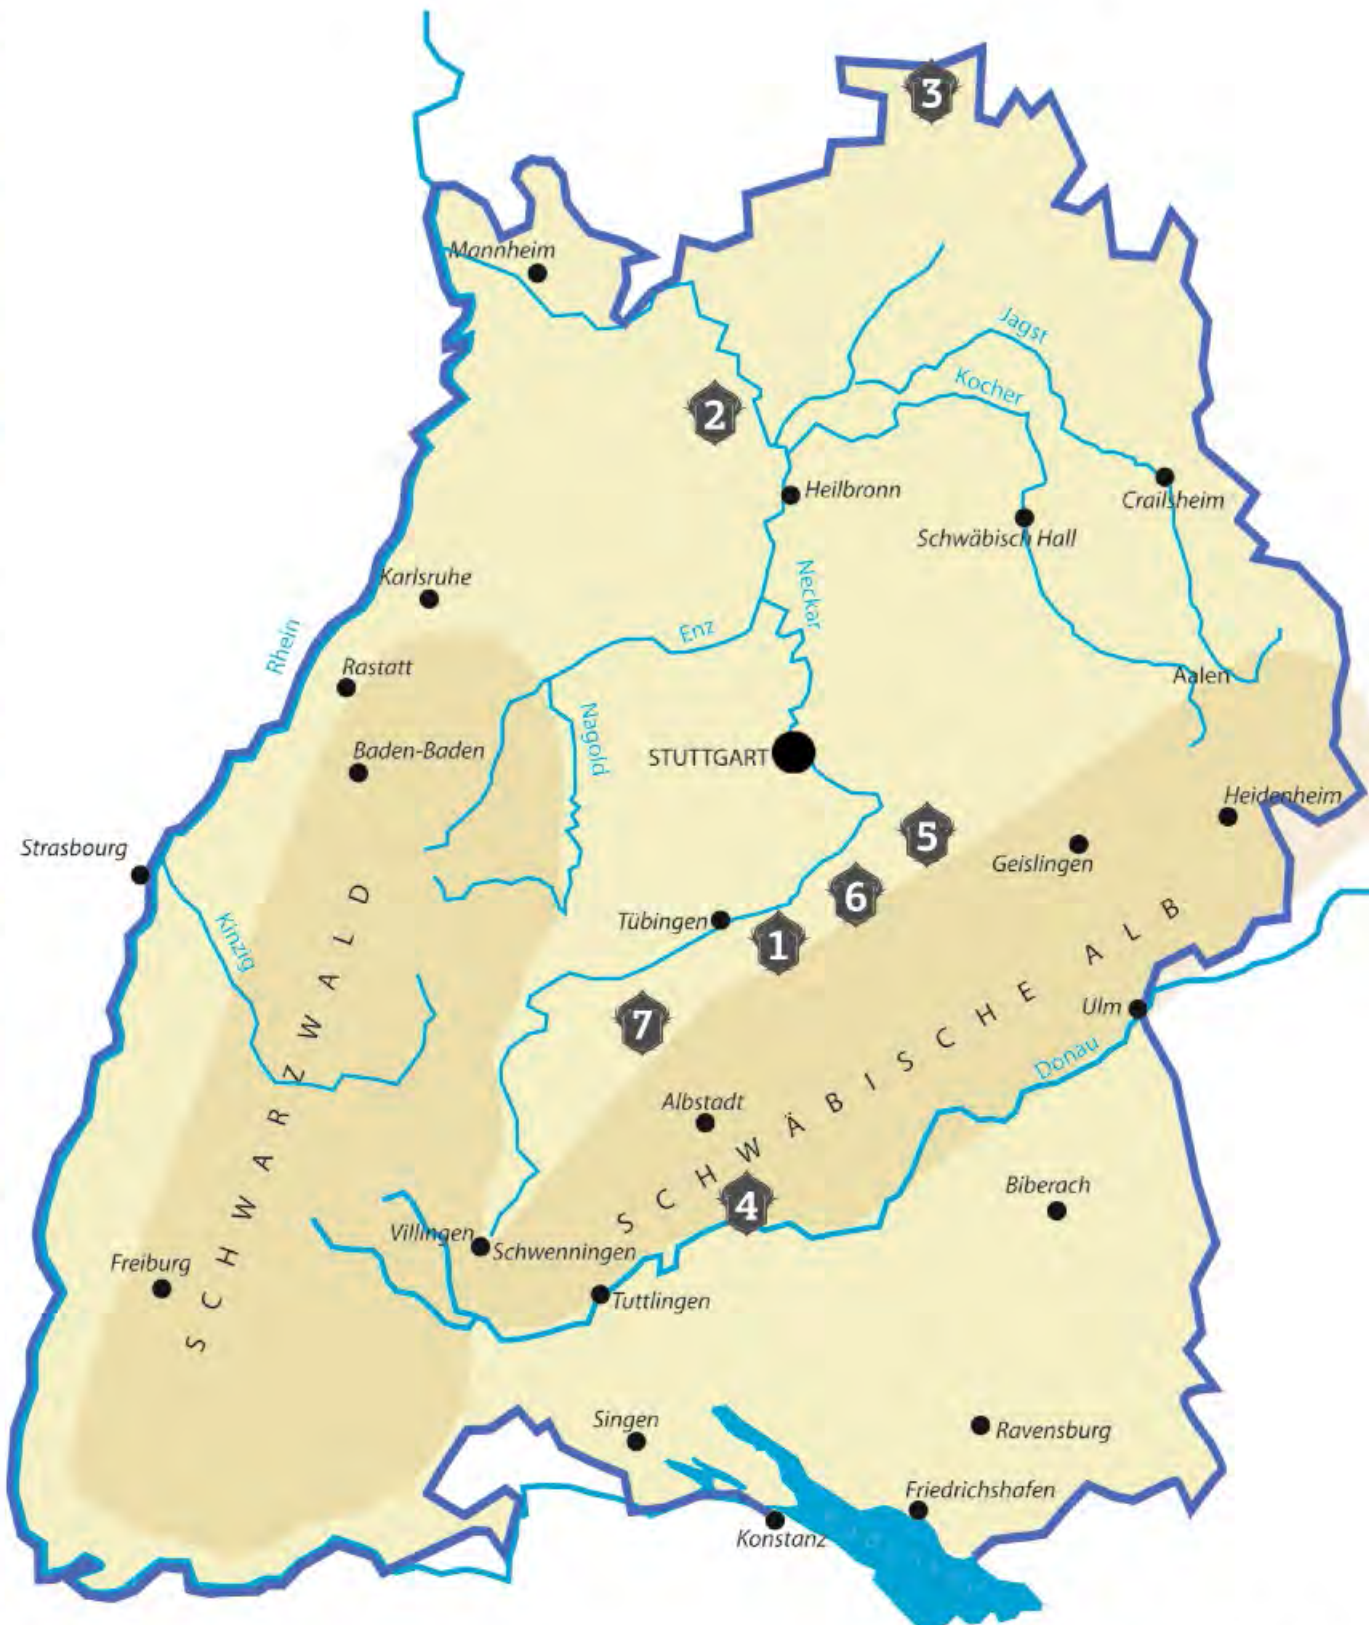 3
Mannheim
Jagst
Kocher
2
Heilbronn
Crailsheim
Schwäbisch Hall
Karlsruhe
Neckar
Rhein
Enz
Rastatt
Aalen
Nagold
Baden-Baden
STUTTGART
Heidenheim
5
Strasbourg
Geislingen
6
Tübingen
1
Kinzig
SCHWARZWALD
SCHWÄBISCHE ALB
Ulm
7
Donau
Albstadt
4
Biberach
Villingen
Schwenningen
Freiburg
Tuttlingen
Singen
Ravensburg
Friedrichshafen
Konstanz